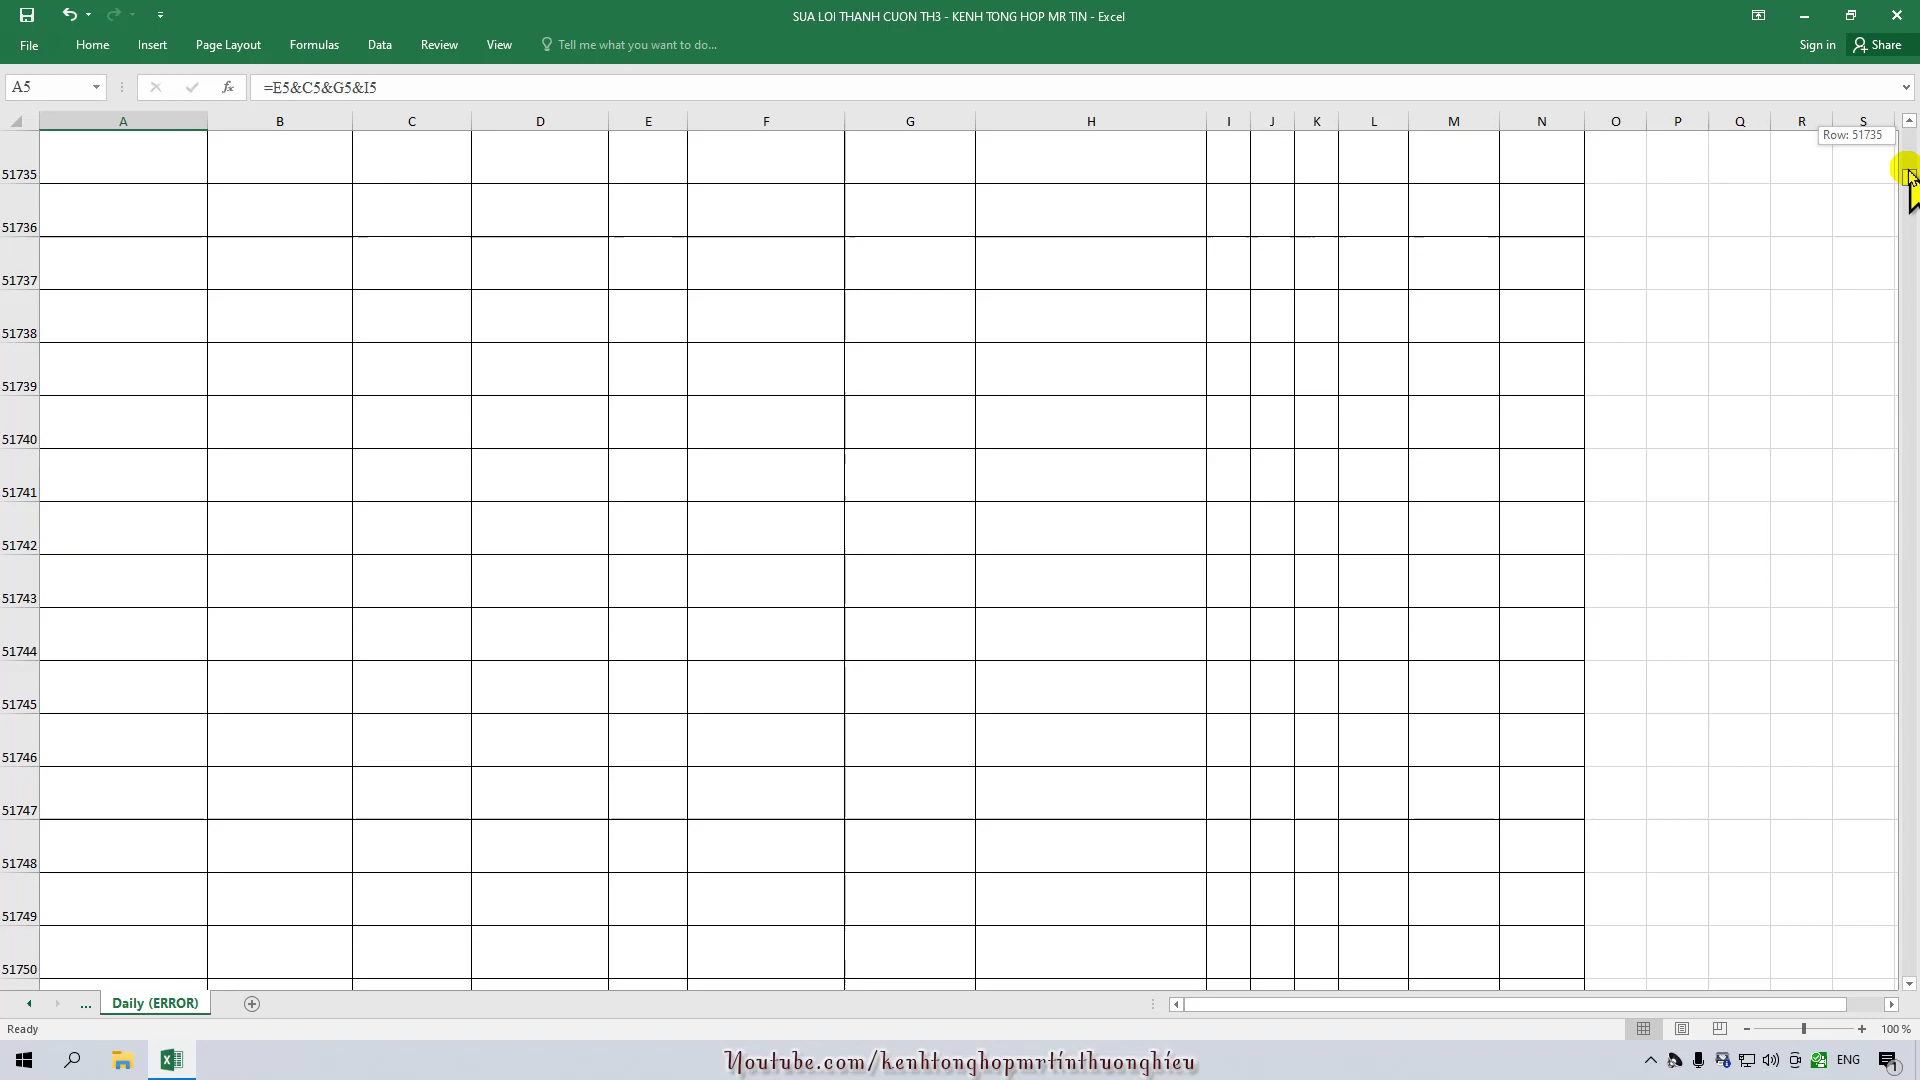 SUA LOI THANH CUON TH3 - KENH TONG HOP MR TIN - Excel
File Home Insert Page Layout Formulas Data Review View Tell me what you want to do... Sign in Share
A5 fx =E5&C5&G5&I5
A B C D E F G H I J K L M N O P Q R S
Row: 51735
51735
51736
51737
51738
51739
51740
51741
51742
51743
51744
51745
51746
51747
51748
51749
51750
... Daily (ERROR)
Ready 100 %
Youtube.com/kenhtonghopmrtinthuonghieu
ENG 1